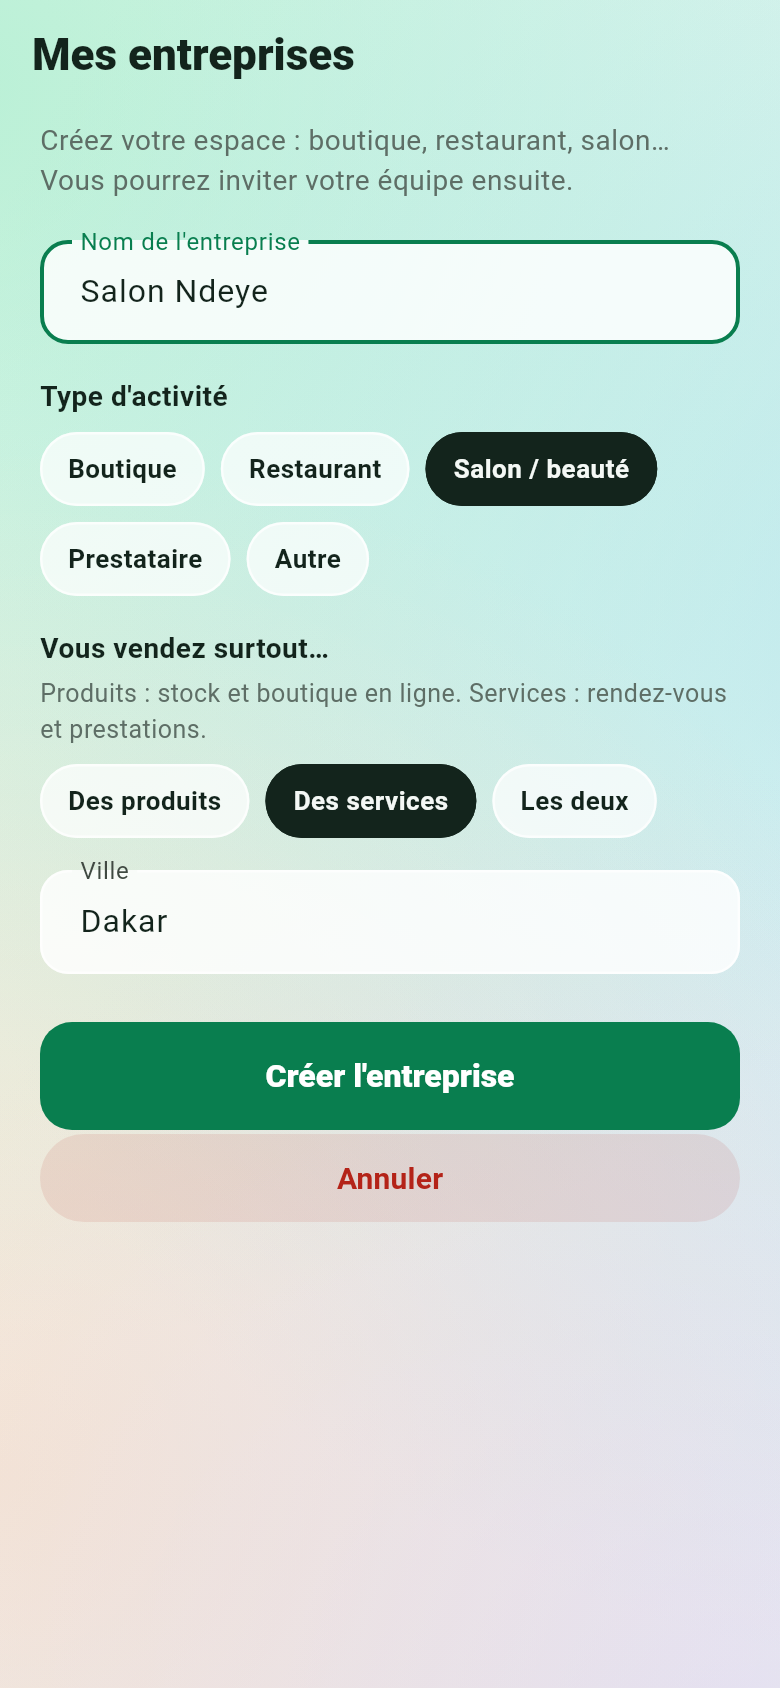 Mes entreprises
Créez votre espace : boutique, restaurant, salon…
Vous pourrez inviter votre équipe ensuite.
Nom de l'entreprise
Salon Ndeye
Type d'activité
Boutique
Restaurant
Salon / beauté
Prestataire
Autre
Vous vendez surtout…
Produits : stock et boutique en ligne. Services : rendez-vous
et prestations.
Des produits
Des services
Les deux
Ville
Dakar
Créer l'entreprise
Annuler